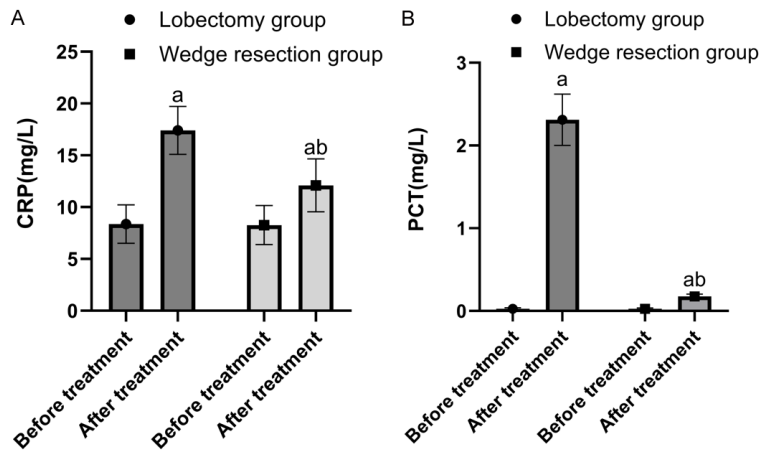 A
Lobectomy group
Wedge resection group
CRP(mg/L)
25
20
15
10
5
0
a
ab
Before treatment
After treatment
Before treatment
After treatment
B
Lobectomy group
Wedge resection group
PCT(mg/L)
3
2
1
0
a
ab
Before treatment
After treatment
Before treatment
After treatment